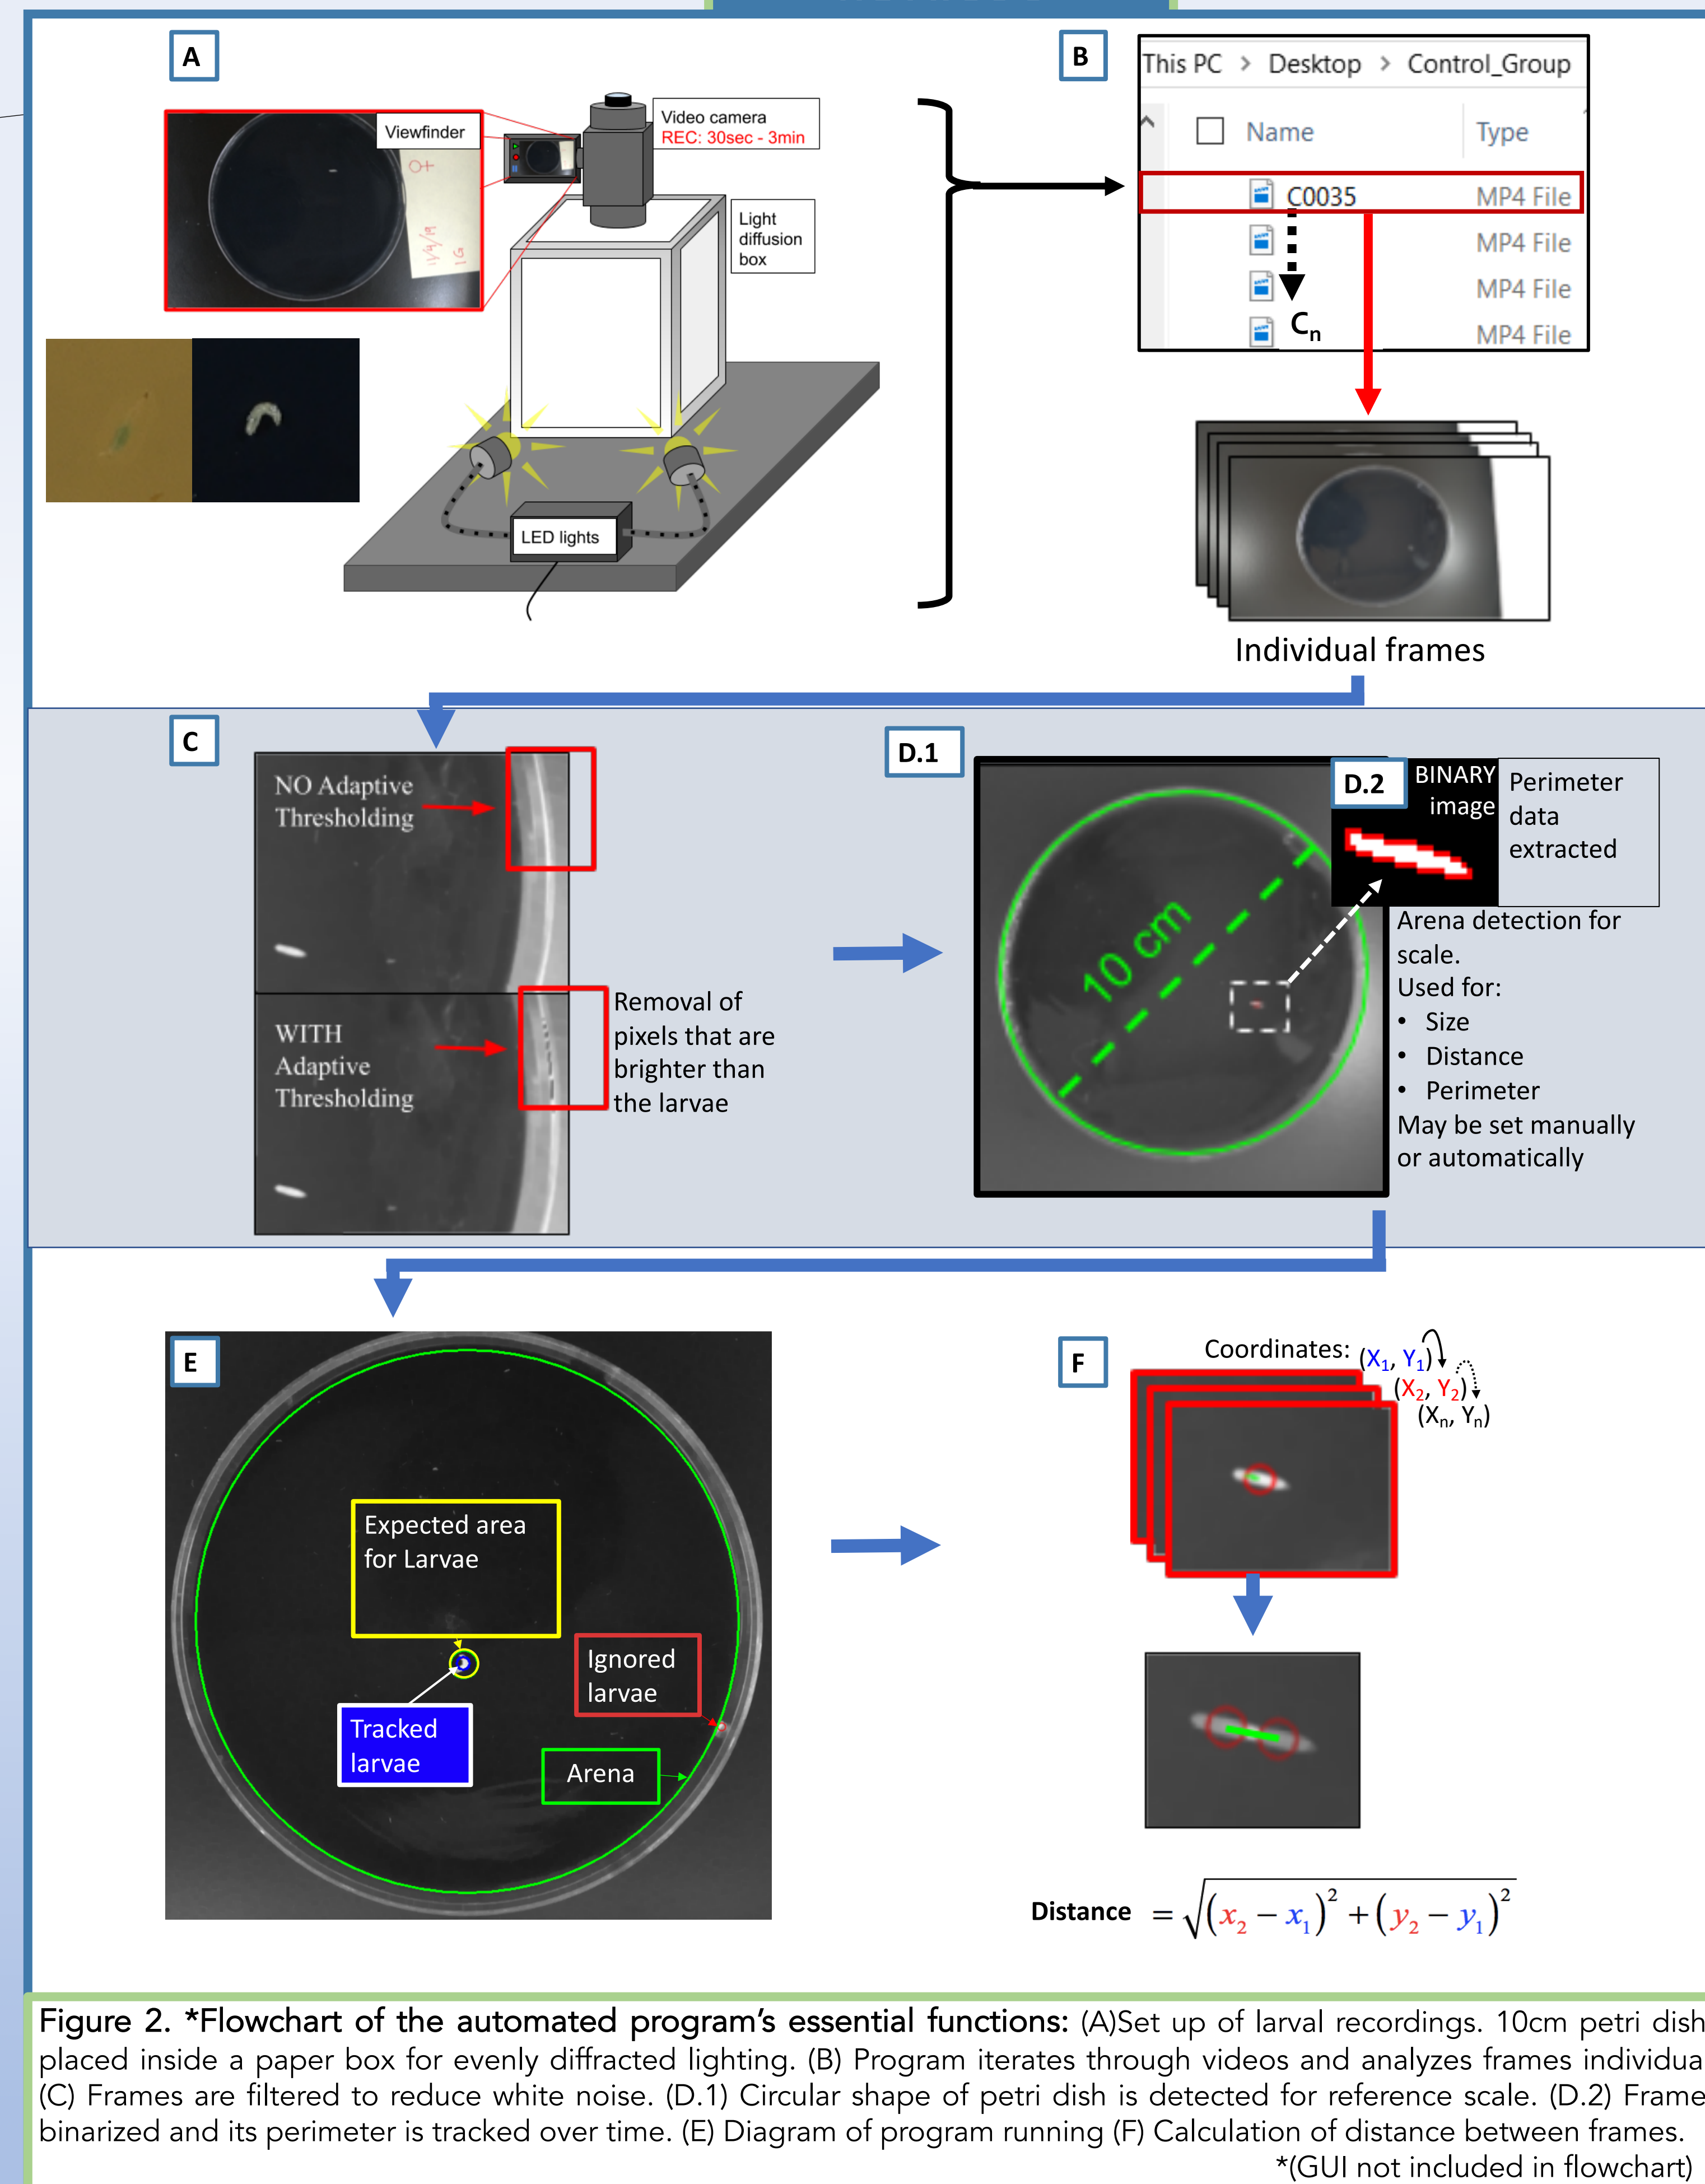 A
Viewfinder
♀
11/4/19
1G
Video camera
REC: 30sec - 3min
Light
diffusion
box
LED lights
B
This PC > Desktop > Control_Group
Name Type
C0035 MP4 File
MP4 File
MP4 File
Cn
MP4 File
Individual frames
C
NO Adaptive
Thresholding
WITH
Adaptive
Thresholding
Removal of
pixels that are
brighter than
the larvae
D.1
10 cm
D.2
BINARY
image
Perimeter
data
extracted
Arena detection for
scale.
Used for:
• Size
• Distance
• Perimeter
May be set manually
or automatically
E
Expected area
for Larvae
Tracked
larvae
Ignored
larvae
Arena
F
Coordinates: (X₁, Y₁)
(X₂, Y₂)
(Xn, Yn)
Distance = √(x₂ − x₁)² + (y₂ − y₁)²
Figure 2. *Flowchart of the automated program's essential functions: (A)Set up of larval recordings. 10cm petri dish
placed inside a paper box for evenly diffracted lighting. (B) Program iterates through videos and analyzes frames individua
(C) Frames are filtered to reduce white noise. (D.1) Circular shape of petri dish is detected for reference scale. (D.2) Frame
binarized and its perimeter is tracked over time. (E) Diagram of program running (F) Calculation of distance between frames.
*(GUI not included in flowchart)